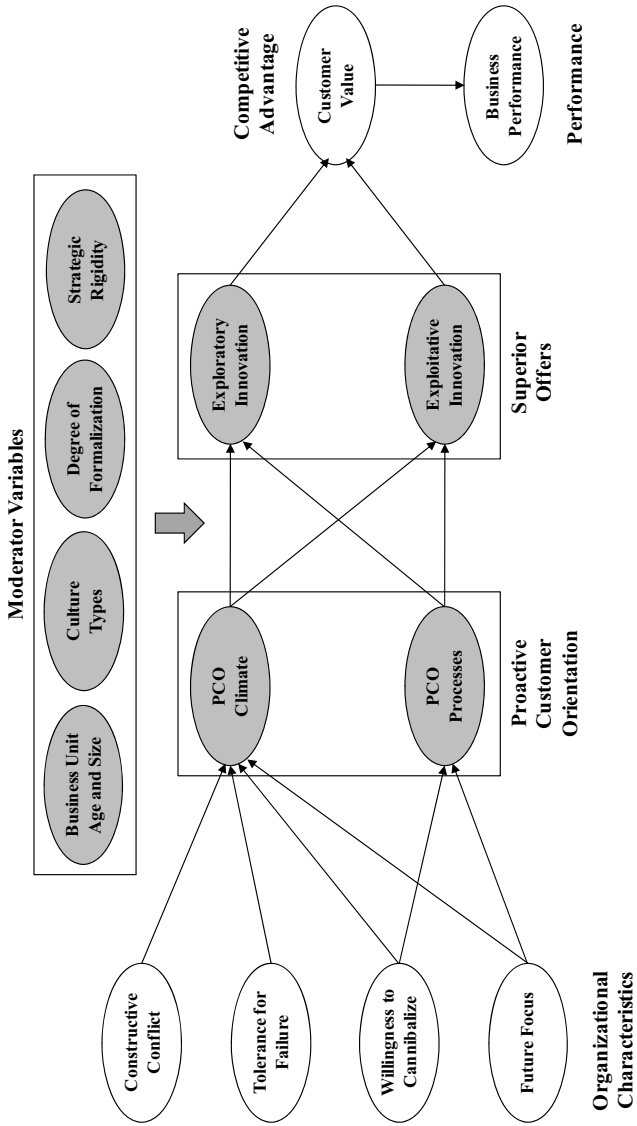 Moderator Variables
Business Unit
Age and Size
Culture
Types
Degree of
Formalization
Strategic
Rigidity
Constructive
Conflict
Tolerance for
Failure
Willingness to
Cannibalize
Future Focus
Organizational
Characteristics
PCO
Climate
PCO
Processes
Proactive
Customer
Orientation
Exploratory
Innovation
Exploitative
Innovation
Superior
Offers
Competitive
Advantage
Customer
Value
Business
Performance
Performance